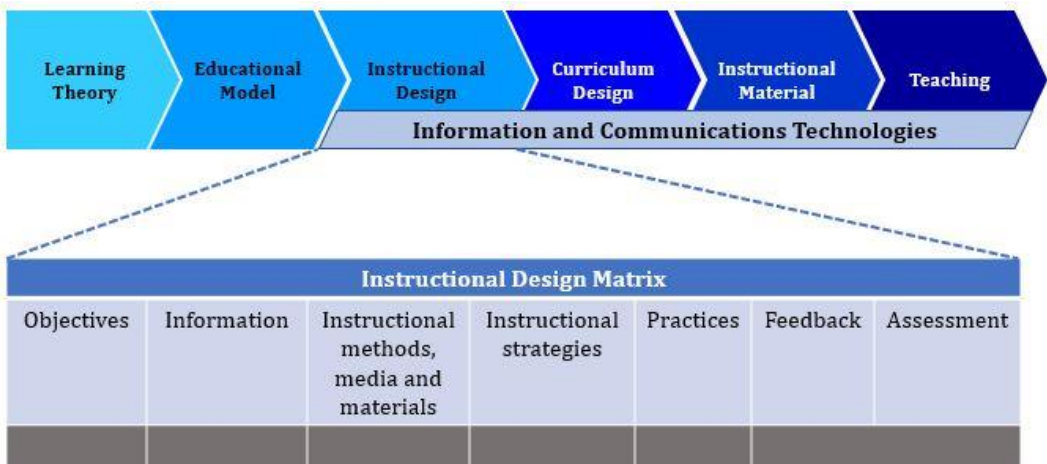 Learning
Theory
Educational
Model
Instructional
Design
Curriculum
Design
Instructional
Material
Teaching
Information and Communications Technologies
Instructional Design Matrix
Objectives
Information
Instructional
methods,
media and
materials
Instructional
strategies
Practices
Feedback
Assessment